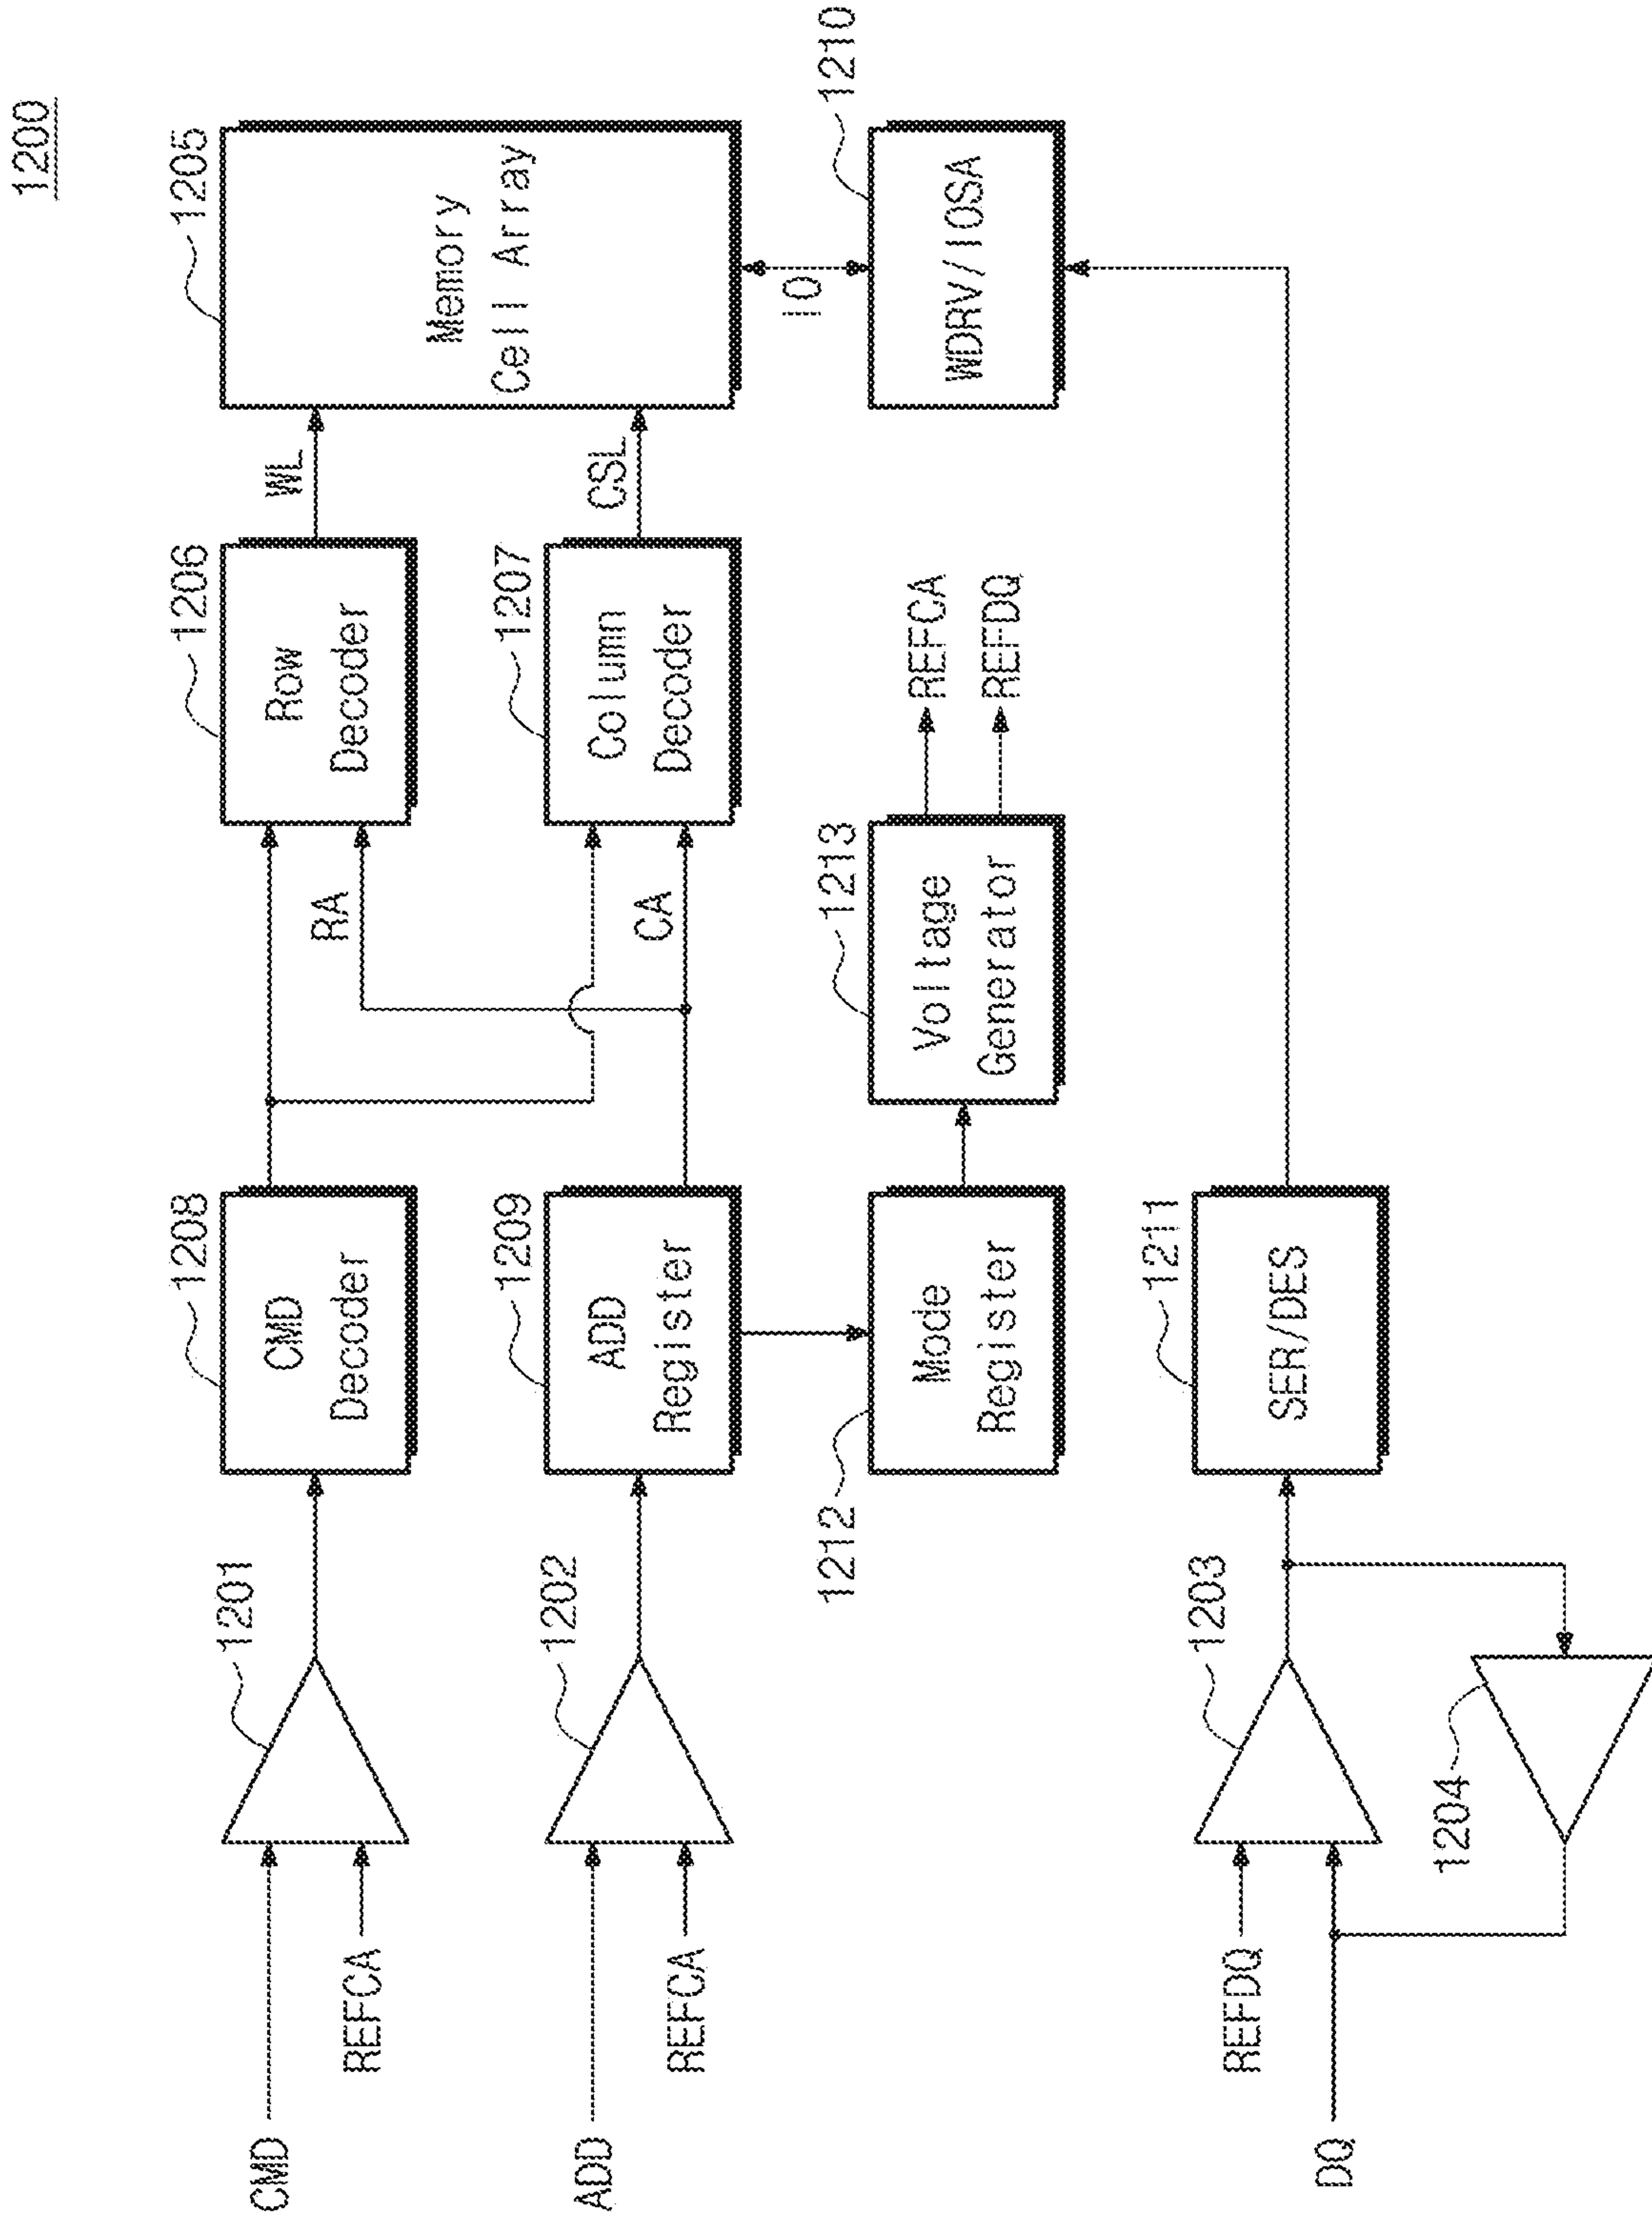 1200
CMD
REFCA
1201
1208
CMD
Decoder
1206
Row
Decoder
RA
WL
1205
Memory
Cell Array
ADD
REFCA
1202
1209
ADD
Register
1207
Column
Decoder
CA
CSL
IO
1212
Mode
Register
1213
Voltage
Generator
REFCA
REFDQ
1210
WDRV/IOSA
REFDQ
DQ
1203
1211
SER/DES
1204